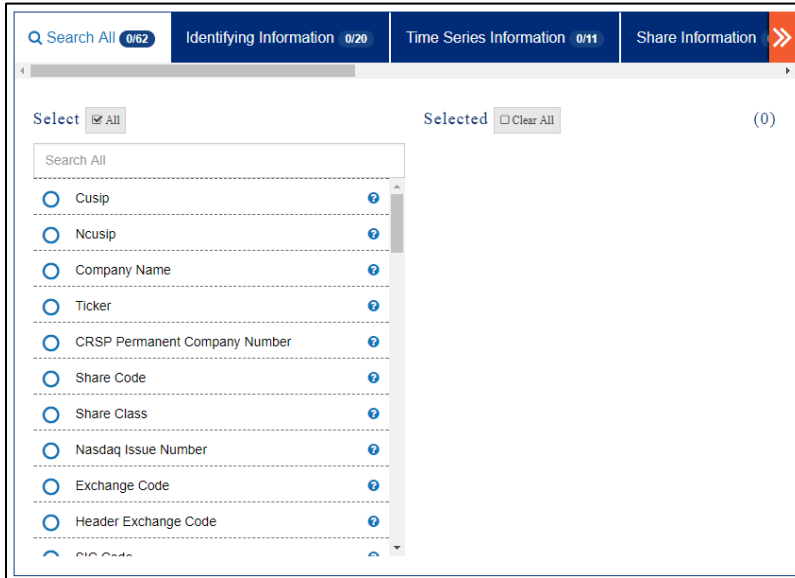 Search All 0/62 Identifying Information 0/20 Time Series Information 0/11 Share Information
Select All Selected Clear All (0)
Search All
Cusip
Ncusip
Company Name
Ticker
CRSP Permanent Company Number
Share Code
Share Class
Nasdaq Issue Number
Exchange Code
Header Exchange Code
SIC Code